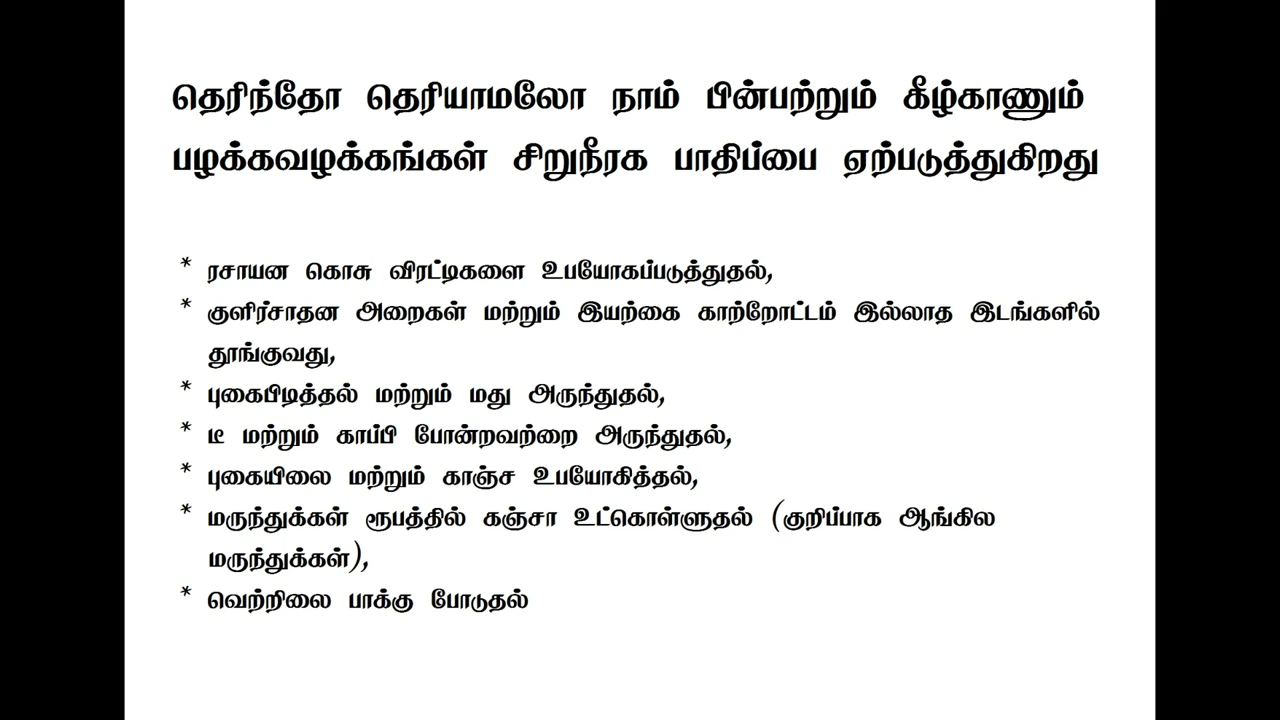 தெரிந்தோ தெரியாமலோ நாம் பின்பற்றும் கீழ்காணும்
பழக்கவழக்கங்கள் சிறுநீரக பாதிப்பை ஏற்படுத்துகிறது
* ரசாயன கொசு விரட்டிகளை உபயோகப்படுத்துதல்,
* குளிர்சாதன அறைகள் மற்றும் இயற்கை காற்றோட்டம் இல்லாத இடங்களில்
தூங்குவது,
* புகைபிடித்தல் மற்றும் மது அருந்துதல்,
* டீ மற்றும் காப்பி போன்றவற்றை அருந்துதல்,
* புகையிலை மற்றும் காஞ்ச உபயோகித்தல்,
* மருந்துக்கள் ரூபத்தில் கஞ்சா உட்கொள்ளுதல் (குறிப்பாக ஆங்கில
மருந்துக்கள்),
* வெற்றிலை பாக்கு போடுதல்